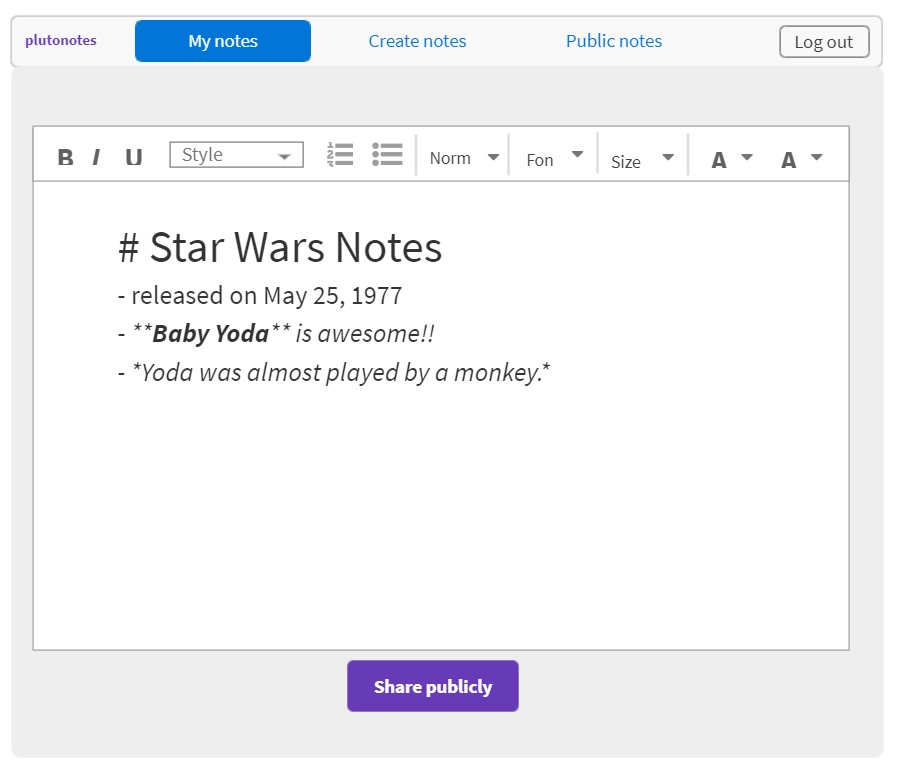 plutonotes My notes Create notes Public notes Log out
B I U Style Norm Fon Size A A
# Star Wars Notes
- released on May 25, 1977
- **Baby Yoda** is awesome!!
- *Yoda was almost played by a monkey.*
Share publicly